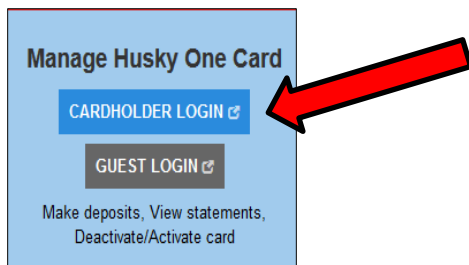 Manage Husky One Card
CARDHOLDER LOGIN
GUEST LOGIN
Make deposits, View statements,
Deactivate/Activate card